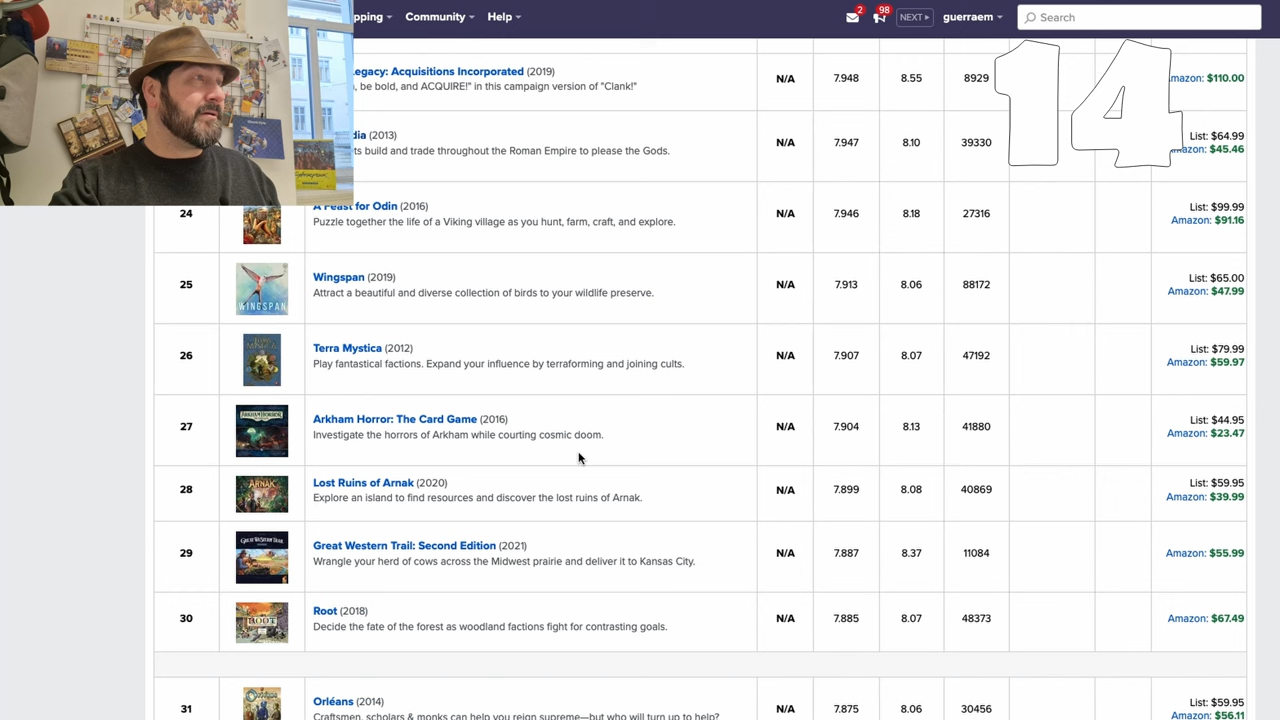 pping Community Help 2 98 NEXT guerraem Search
14
Legacy: Acquisitions Incorporated (2019)
, be bold, and ACQUIRE!" in this campaign version of "Clank!"
N/A 7.948 8.55 8929
mazon: $110.00
dia (2013)
ts build and trade throughout the Roman Empire to please the Gods.
N/A 7.947 8.10 39330
List: $64.99
azon: $45.46
24
A Feast for Odin (2016)
Puzzle together the life of a Viking village as you hunt, farm, craft, and explore.
N/A 7.946 8.18 27316
List: $99.99
Amazon: $91.16
25
WINGSPAN
Wingspan (2019)
Attract a beautiful and diverse collection of birds to your wildlife preserve.
N/A 7.913 8.06 88172
List: $65.00
Amazon: $47.99
26
Terra Mystica (2012)
Play fantastical factions. Expand your influence by terraforming and joining cults.
N/A 7.907 8.07 47192
List: $79.99
Amazon: $59.97
27
ARKHAM HORROR
Arkham Horror: The Card Game (2016)
Investigate the horrors of Arkham while courting cosmic doom.
N/A 7.904 8.13 41880
List: $44.95
Amazon: $23.47
28
ARNAK
Lost Ruins of Arnak (2020)
Explore an island to find resources and discover the lost ruins of Arnak.
N/A 7.899 8.08 40869
List: $59.95
Amazon: $39.99
29
GREAT WESTERN TRAIL
Great Western Trail: Second Edition (2021)
Wrangle your herd of cows across the Midwest prairie and deliver it to Kansas City.
N/A 7.887 8.37 11084
Amazon: $55.99
30
ROOT
Root (2018)
Decide the fate of the forest as woodland factions fight for contrasting goals.
N/A 7.885 8.07 48373
Amazon: $67.49
31
Orléans (2014)
Craftsmen, scholars & monks can help you reign supreme—but who will turn up to help?
N/A 7.875 8.06 30456
List: $59.95
Amazon: $56.11